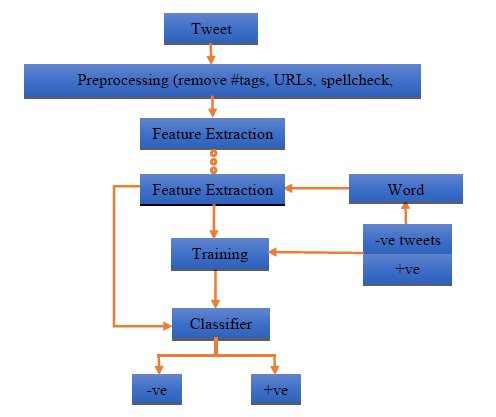 Tweet
Preprocessing (remove #tags, URLs, spellcheck,
Feature Extraction
Feature Extraction
Word
-ve tweets
+ve
Training
Classifier
-ve
+ve